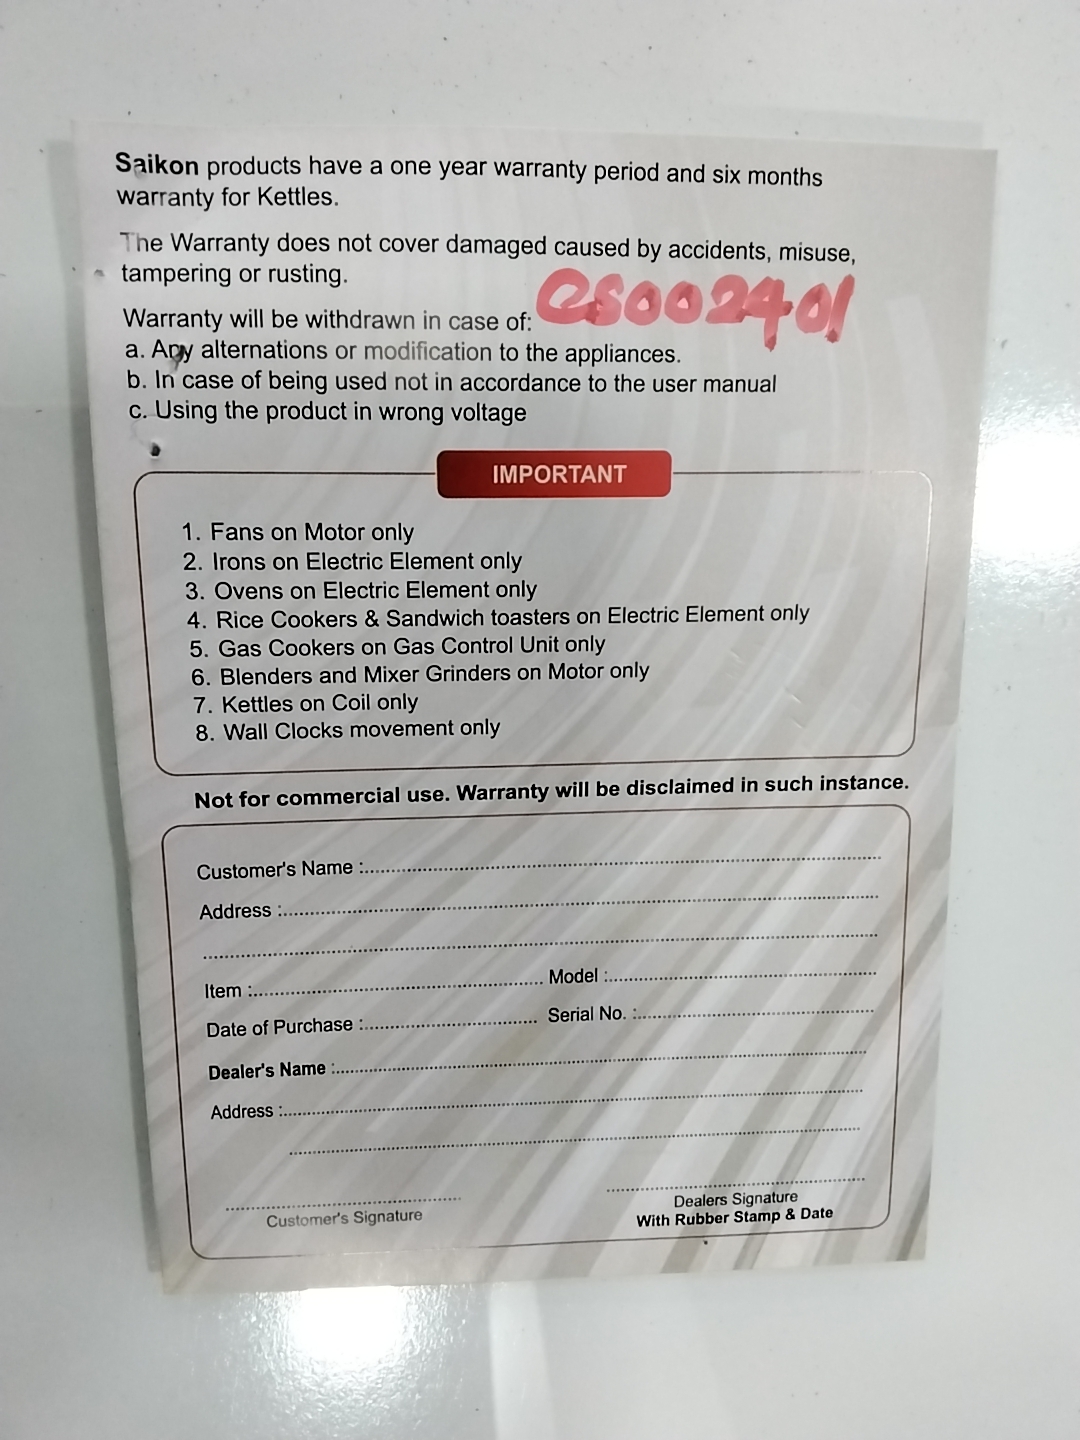 Saikon products have a one year warranty period and six months
warranty for Kettles.
The Warranty does not cover damaged caused by accidents, misuse,
tampering or rusting.
CS002401
Warranty will be withdrawn in case of:
a. Any alternations or modification to the appliances.
b. In case of being used not in accordance to the user manual
c. Using the product in wrong voltage
IMPORTANT
1. Fans on Motor only
2. Irons on Electric Element only
3. Ovens on Electric Element only
4. Rice Cookers & Sandwich toasters on Electric Element only
5. Gas Cookers on Gas Control Unit only
6. Blenders and Mixer Grinders on Motor only
7. Kettles on Coil only
8. Wall Clocks movement only
Not for commercial use. Warranty will be disclaimed in such instance.
Customer's Name :
Address :
Item : Model :
Date of Purchase : Serial No. :
Dealer's Name :
Address :
Customer's Signature
Dealers Signature
With Rubber Stamp & Date